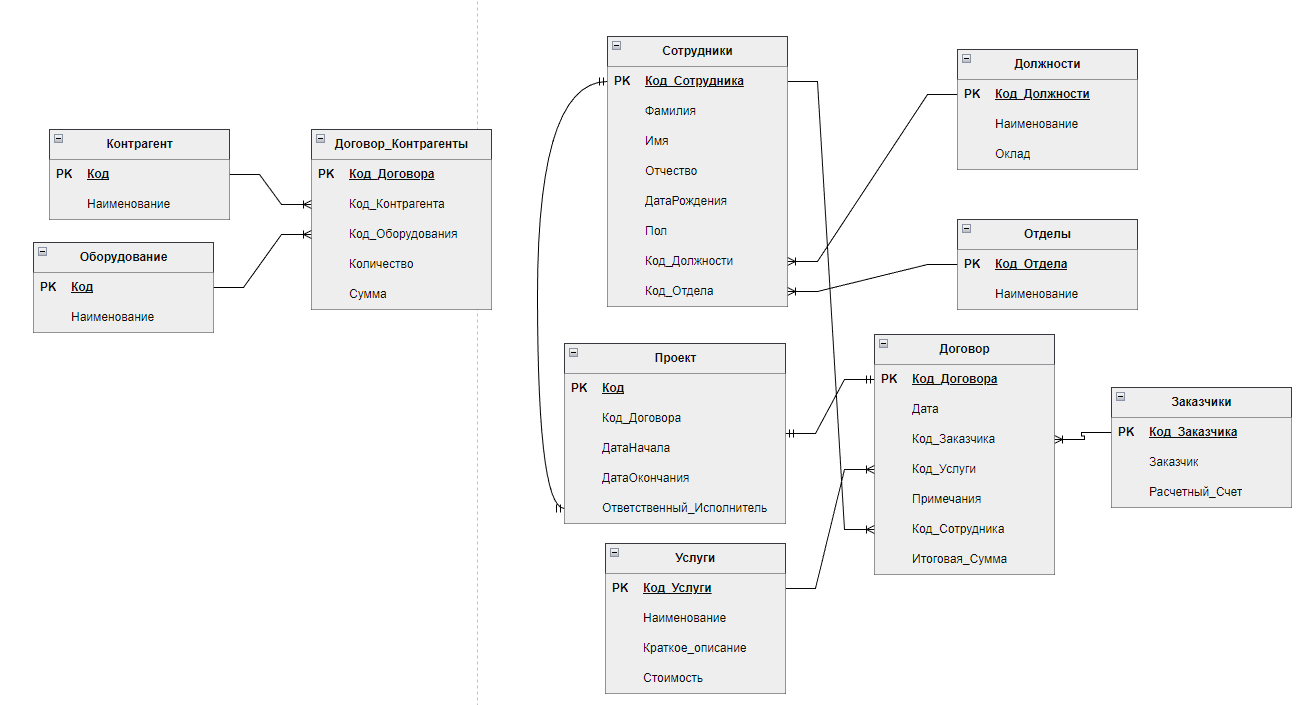 Контрагент
PK Код
Наименование
Оборудование
PK Код
Наименование
Договор_Контрагенты
PK Код_Договора
Код_Контрагента
Код_Оборудования
Количество
Сумма
Сотрудники
PK Код_Сотрудника
Фамилия
Имя
Отчество
ДатаРождения
Пол
Код_Должности
Код_Отдела
Должности
PK Код_Должности
Наименование
Оклад
Отделы
PK Код_Отдела
Наименование
Проект
PK Код
Код_Договора
ДатаНачала
ДатаОкончания
Ответственный_Исполнитель
Договор
PK Код_Договора
Дата
Код_Заказчика
Код_Услуги
Примечания
Код_Сотрудника
Итоговая_Сумма
Заказчики
PK Код_Заказчика
Заказчик
Расчетный_Счет
Услуги
PK Код_Услуги
Наименование
Краткое_описание
Стоимость